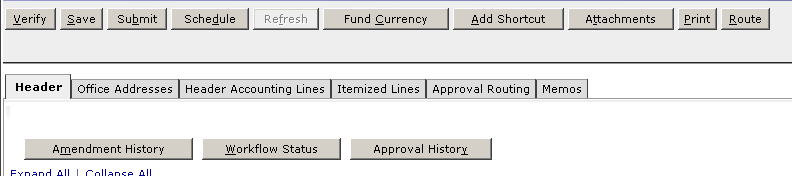 Verify Save Submit Schedule Refresh Fund Currency Add Shortcut Attachments Print Route
Header Office Addresses Header Accounting Lines Itemized Lines Approval Routing Memos
Amendment History Workflow Status Approval History
Expand All | Collapse All